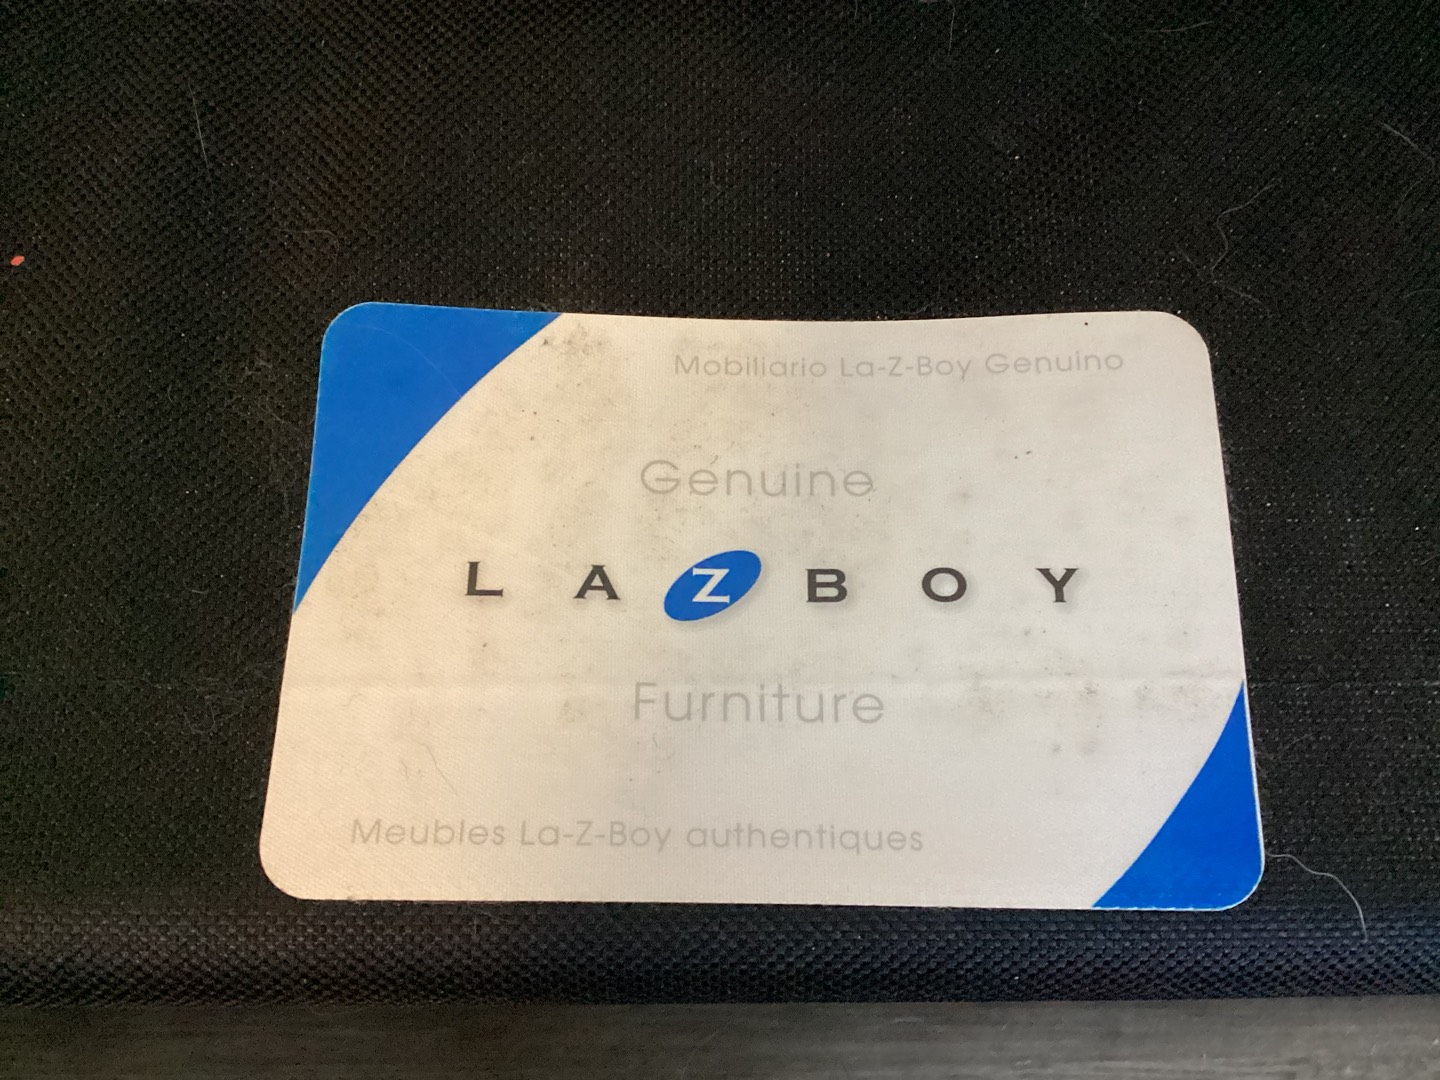 Mobiliario La-Z-Boy Genuino
Genuine
LAZBOY
Furniture
Meubles La-Z-Boy authentiques